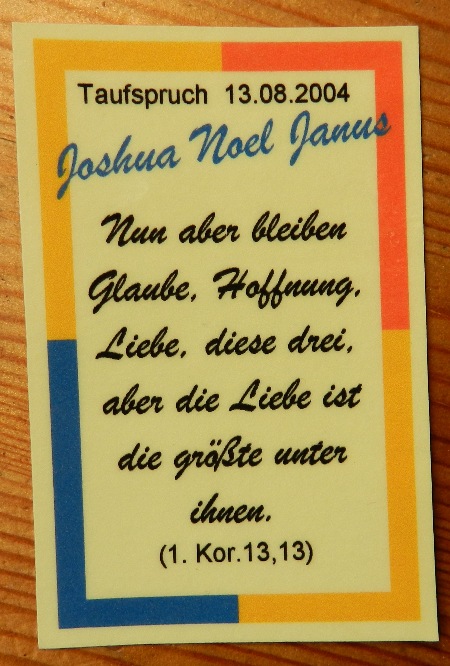 Taufspruch 13.08.2004
Joshua Noel Janus
Nun aber bleiben
Glaube, Hoffnung,
Liebe, diese drei,
aber die Liebe ist
die größte unter
ihnen.
(1. Kor.13,13)